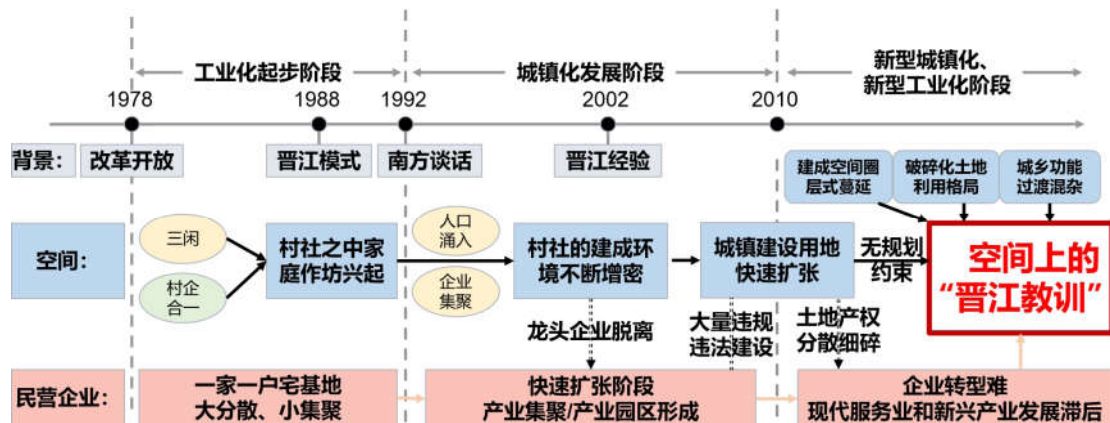 工业化起步阶段
城镇化发展阶段
新型城镇化、
新型工业化阶段
1978
1988
1992
2002
2010
背景：
改革开放
晋江模式
南方谈话
晋江经验
建成空间圈
层式蔓延
破碎化土地
利用格局
城乡功能
过渡混杂
空间：
三闲
村企
合一
村社之中家
庭作坊兴起
人口
涌入
企业
集聚
村社的建成环
境不断增密
城镇建设用地
快速扩张
无规划
约束
空间上的
“晋江教训”
龙头企业脱离
大量违规
违法建设
土地产权
分散细碎
民营企业：
一家一户宅基地
大分散、小集聚
快速扩张阶段
产业集聚/产业园区形成
企业转型难
现代服务业和新兴产业发展滞后